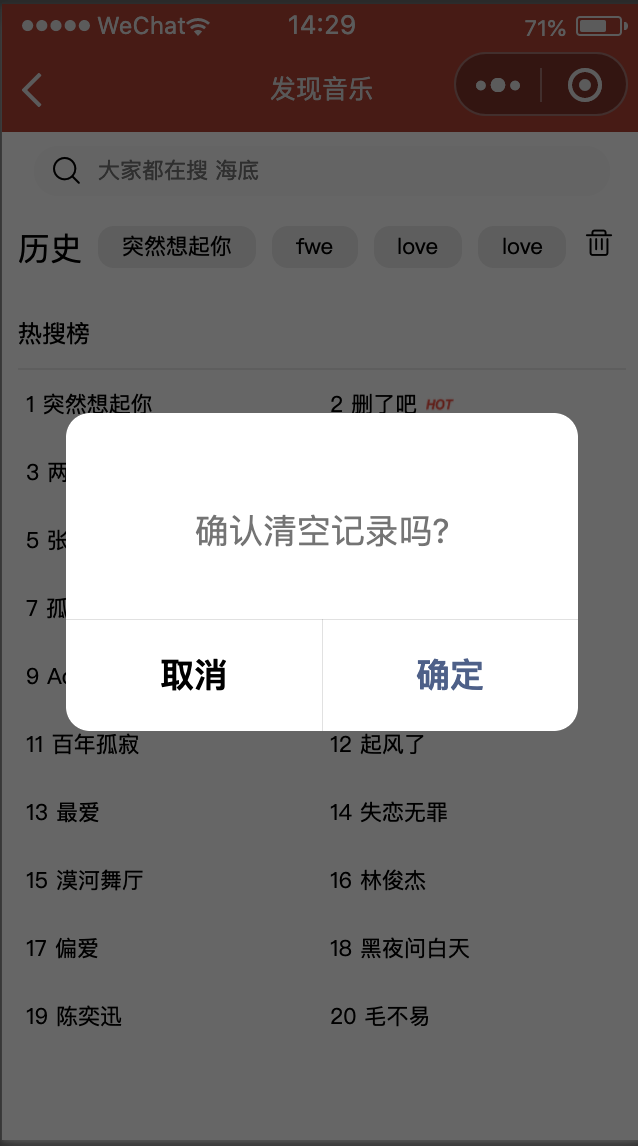 WeChat 14:29 71%
发现音乐
大家都在搜 海底
历史 突然想起你 fwe love love
热搜榜
1 突然想起你 2 删了吧 HOT
3 两
5 张
7 孤
9
确认清空记录吗?
取消 确定
11 百年孤寂 12 起风了
13 最爱 14 失恋无罪
15 漠河舞厅 16 林俊杰
17 偏爱 18 黑夜问白天
19 陈奕迅 20 毛不易